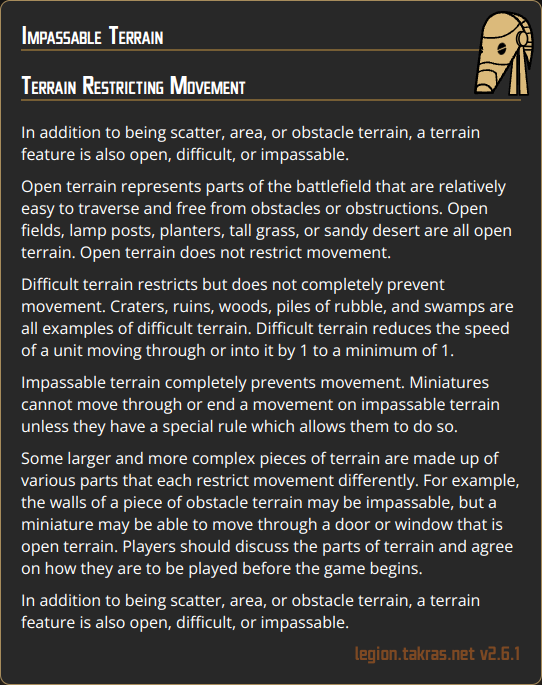 Impassable Terrain
Terrain Restricting Movement
In addition to being scatter, area, or obstacle terrain, a terrain
feature is also open, difficult, or impassable.
Open terrain represents parts of the battlefield that are relatively
easy to traverse and free from obstacles or obstructions. Open
fields, lamp posts, planters, tall grass, or sandy desert are all open
terrain. Open terrain does not restrict movement.
Difficult terrain restricts but does not completely prevent
movement. Craters, ruins, woods, piles of rubble, and swamps are
all examples of difficult terrain. Difficult terrain reduces the speed
of a unit moving through or into it by 1 to a minimum of 1.
Impassable terrain completely prevents movement. Miniatures
cannot move through or end a movement on impassable terrain
unless they have a special rule which allows them to do so.
Some larger and more complex pieces of terrain are made up of
various parts that each restrict movement differently. For example,
the walls of a piece of obstacle terrain may be impassable, but a
miniature may be able to move through a door or window that is
open terrain. Players should discuss the parts of terrain and agree
on how they are to be played before the game begins.
In addition to being scatter, area, or obstacle terrain, a terrain
feature is also open, difficult, or impassable.
legion.takras.net v2.6.1